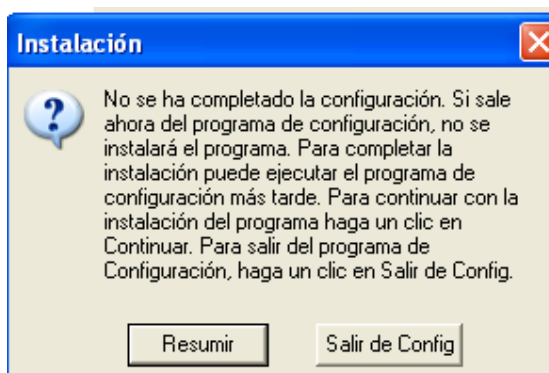 Instalación
No se ha completado la configuración. Si sale
ahora del programa de configuración, no se
instalará el programa. Para completar la
instalación puede ejecutar el programa de
configuración más tarde. Para continuar con la
instalación del programa haga un clic en
Continuar. Para salir del programa de
Configuración, haga un clic en Salir de Config.
Resumir Salir de Config